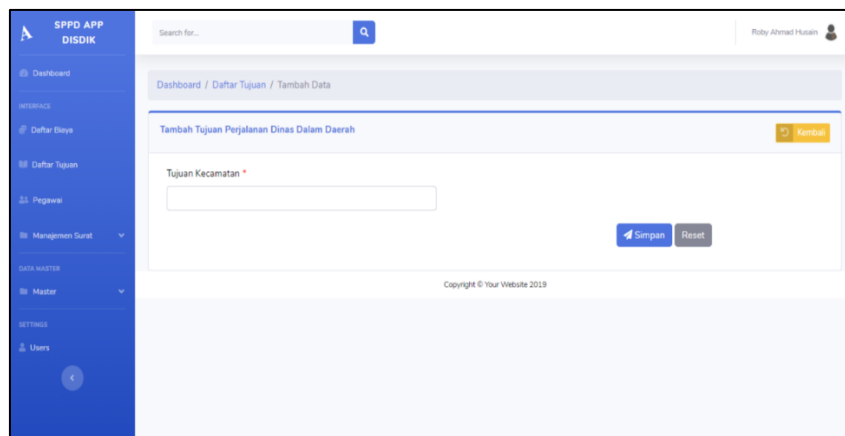 SPPD APP
DISDIK
Search for...
Roby Ahmad Husain
Dashboard
Dashboard / Daftar Tujuan / Tambah Data
INTERFACE
Daftar Biaya
Tambah Tujuan Perjalanan Dinas Dalam Daerah
Kembali
Daftar Tujuan
Tujuan Kecamatan *
Pegawai
Manajemen Surat
Simpan
Reset
DATA MASTER
Master
Copyright © Your Website 2019
SETTINGS
Users